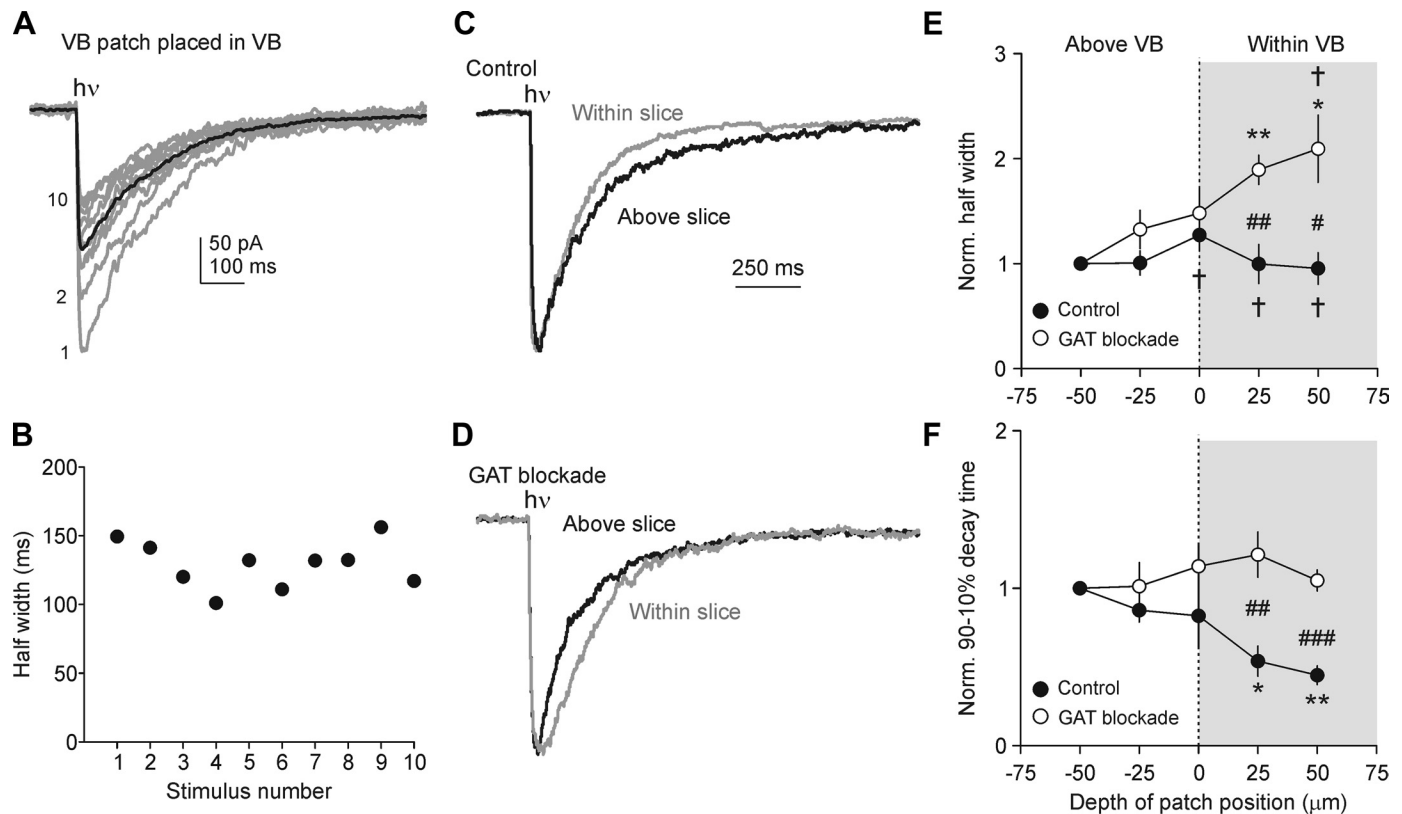 A
VB patch placed in VB
hν
10
2
1
50 pA
100 ms
B
200
150
100
50
0
Half width (ms)
1 2 3 4 5 6 7 8 9 10
Stimulus number
C
Control
hν
Within slice
Above slice
250 ms
D
GAT blockade
hν
Above slice
Within slice
E
Above VB
Within VB
3
2
1
0
Norm. half width
†
*
**
## #
†
† †
Control
GAT blockade
-75 -50 -25 0 25 50 75
F
2
1
0
Norm. 90-10% decay time
##
###
*
**
Control
GAT blockade
-75 -50 -25 0 25 50 75
Depth of patch position (μm)